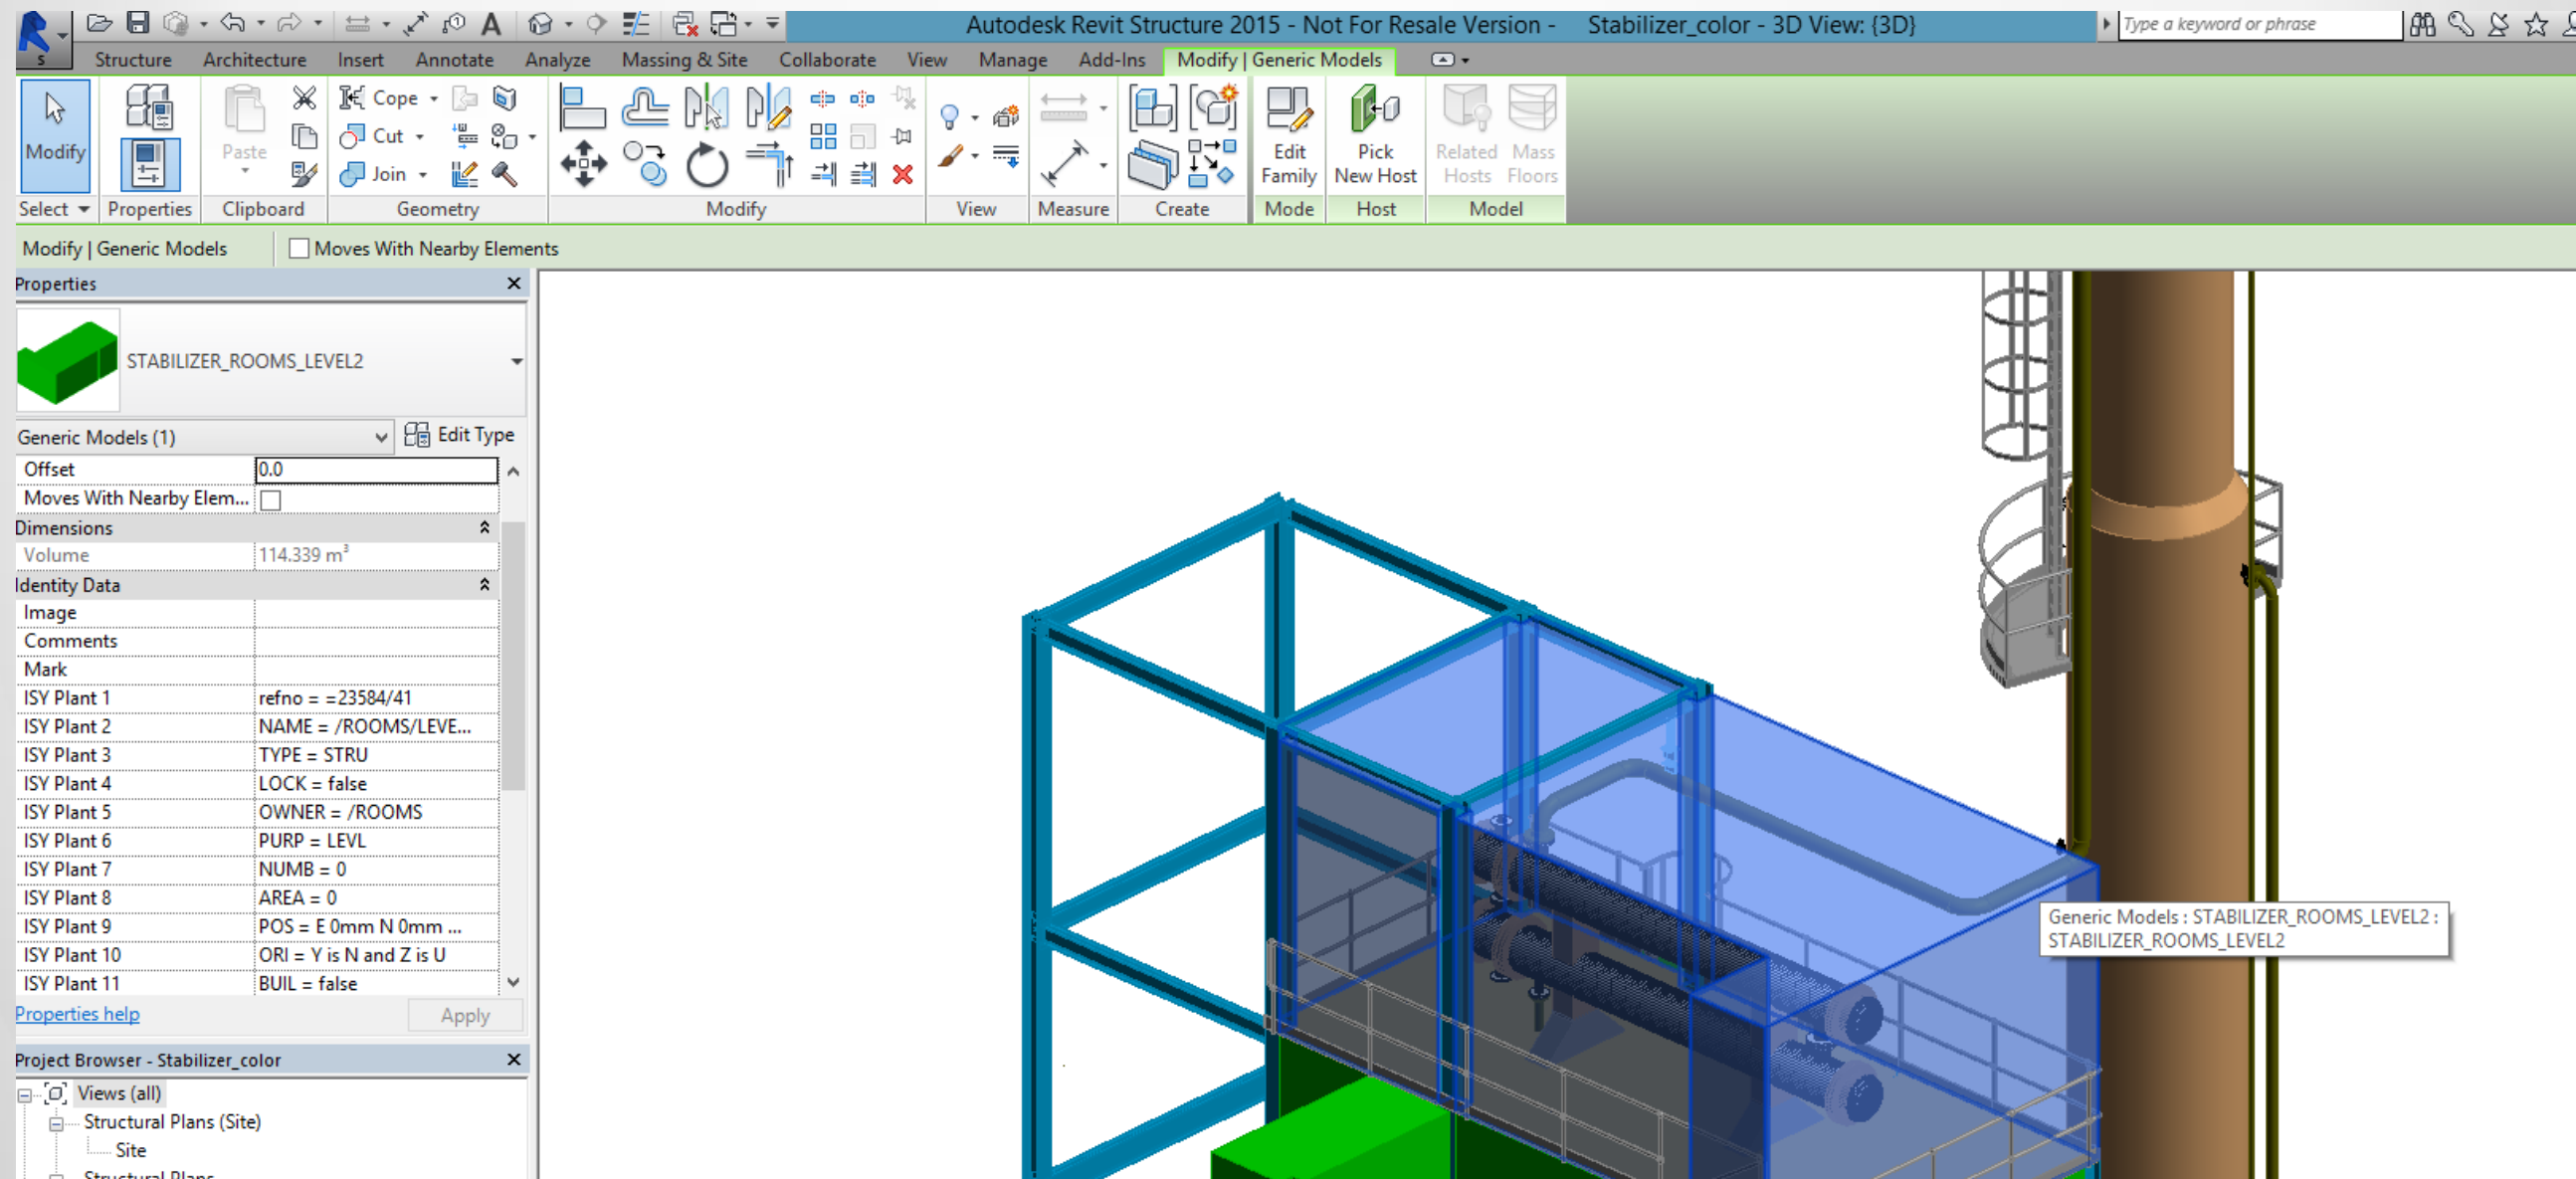 Autodesk Revit Structure 2015 - Not For Resale Version - Stabilizer_color - 3D View: {3D}
Type a keyword or phrase
S
Structure Architecture Insert Annotate Analyze Massing & Site Collaborate View Manage Add-Ins Modify | Generic Models
Modify
Paste
Cope
Cut
Join
Edit Family
Pick New Host
Related Hosts
Mass Floors
Select Properties Clipboard Geometry Modify View Measure Create Mode Host Model
Modify | Generic Models Moves With Nearby Elements
Properties
STABILIZER_ROOMS_LEVEL2
Generic Models (1) Edit Type
Offset 0.0
Moves With Nearby Elem...
Dimensions
Volume 114.339 m³
Identity Data
Image
Comments
Mark
ISY Plant 1 refno = =23584/41
ISY Plant 2 NAME = /ROOMS/LEVE...
ISY Plant 3 TYPE = STRU
ISY Plant 4 LOCK = false
ISY Plant 5 OWNER = /ROOMS
ISY Plant 6 PURP = LEVL
ISY Plant 7 NUMB = 0
ISY Plant 8 AREA = 0
ISY Plant 9 POS = E 0mm N 0mm ...
ISY Plant 10 ORI = Y is N and Z is U
ISY Plant 11 BUIL = false
Properties help Apply
Project Browser - Stabilizer_color
Views (all)
Structural Plans (Site)
Site
Structural Plans
Generic Models : STABILIZER_ROOMS_LEVEL2 :
STABILIZER_ROOMS_LEVEL2